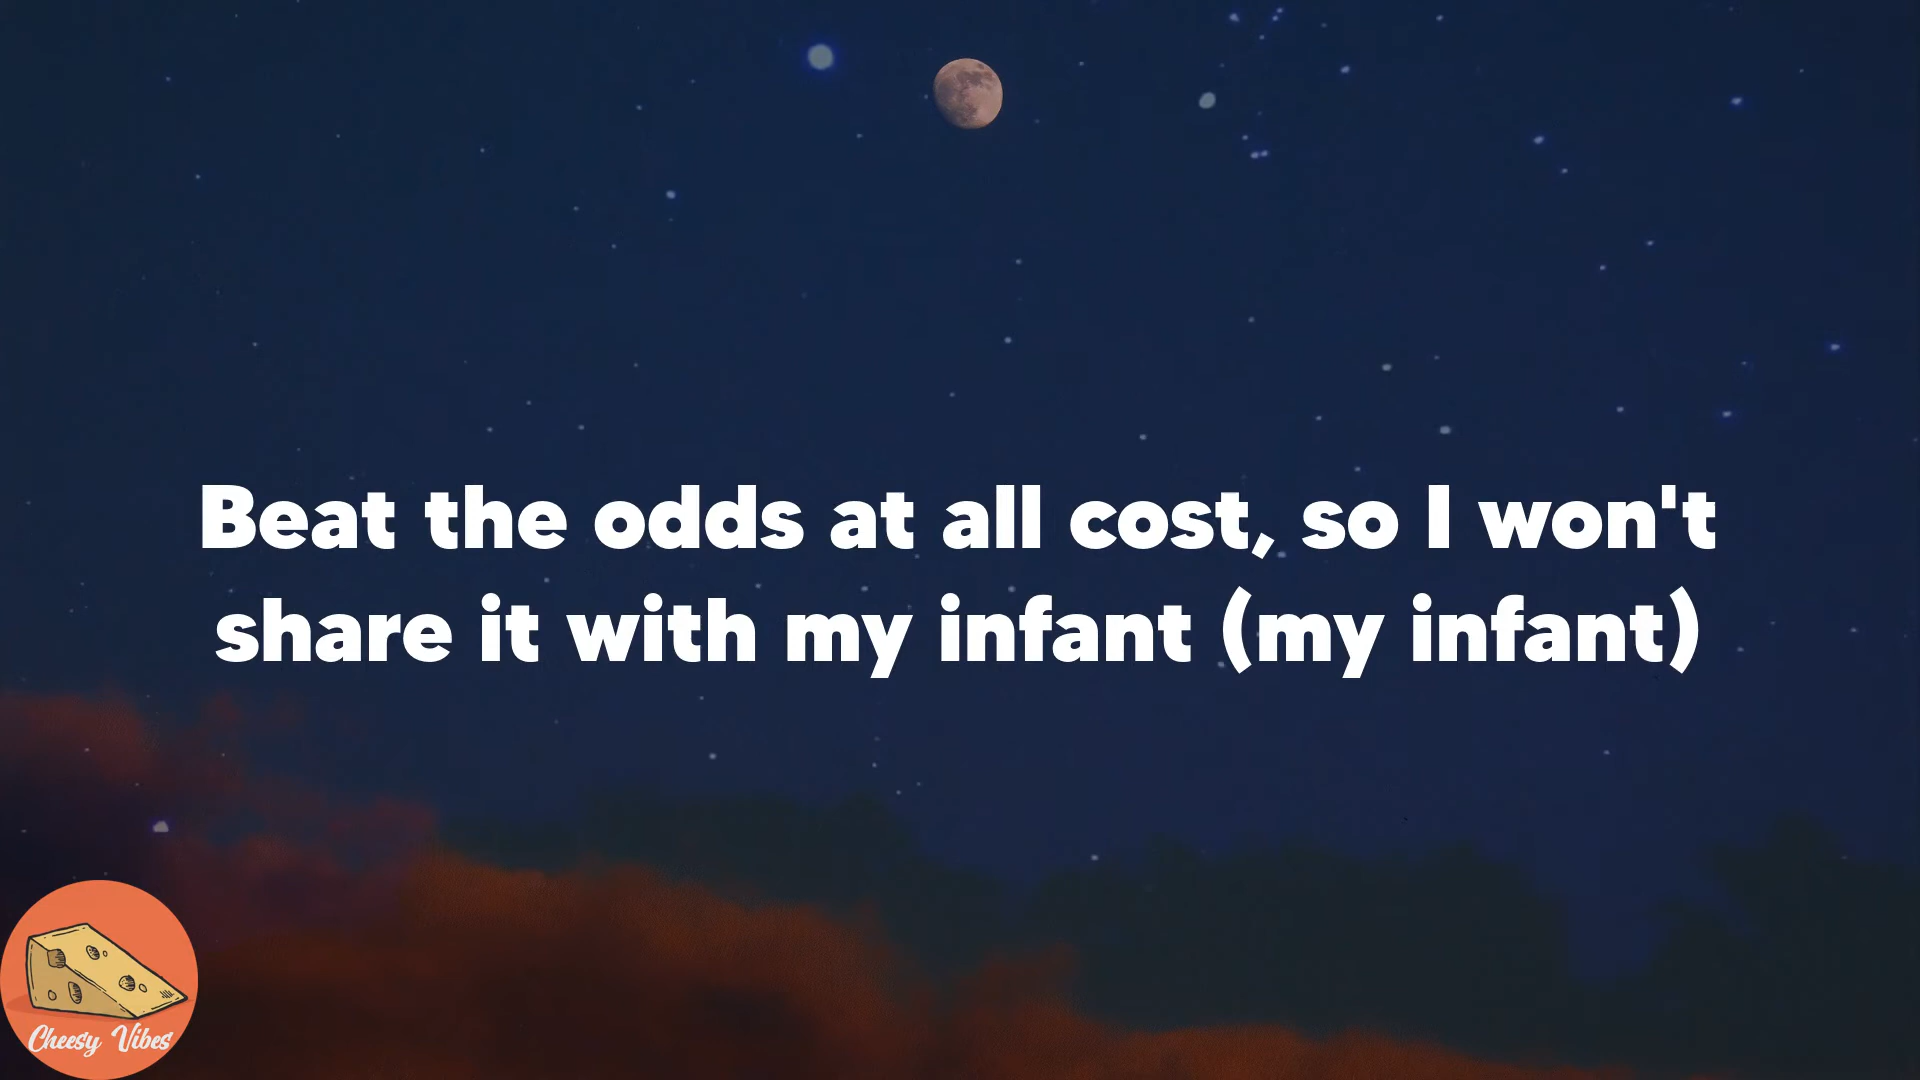 Beat the odds at all cost, so I won't
share it with my infant (my infant)
Cheesy Vibes